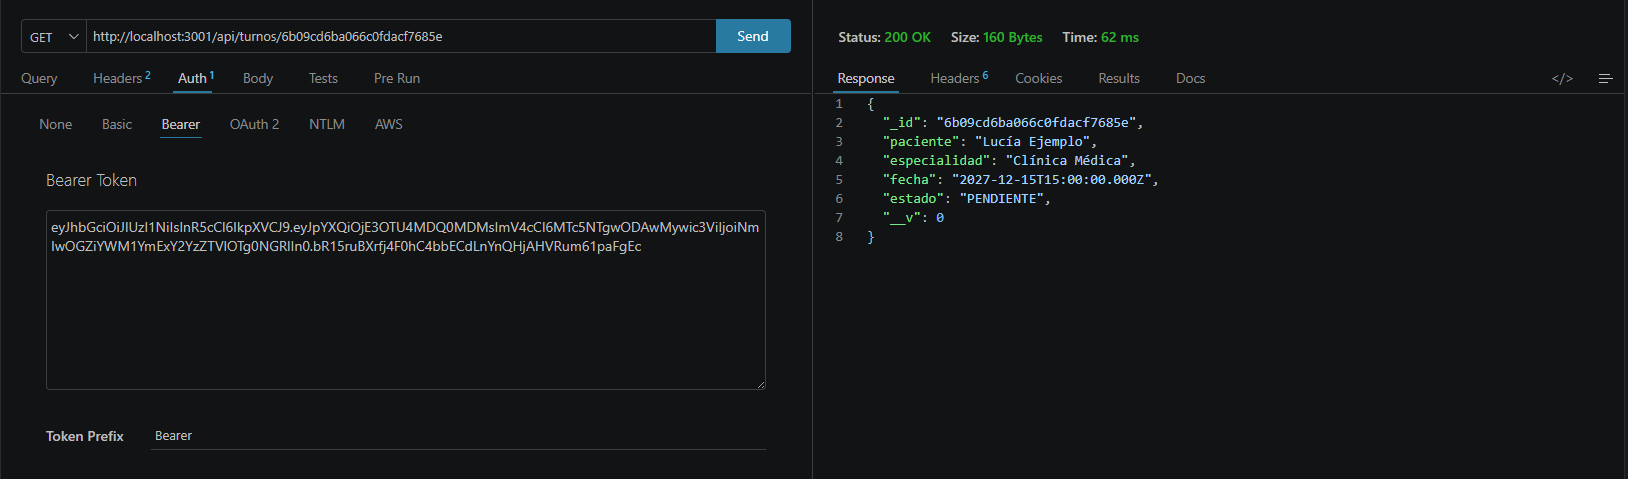 GET http://localhost:3001/api/turnos/6b09cd6ba066c0fdacf7685e Send
Query Headers 2 Auth 1 Body Tests Pre Run
None Basic Bearer OAuth 2 NTLM AWS
Bearer Token
eyJhbGciOiJIUzI1NiIsInR5cCI6IkpXVCJ9.eyJpYXQiOjE3OTU4MDQ0MDMsImV4cCI6MTc5NTgwODAwMywic3ViIjoiNm
IwOGZiYWM1YmExY2YzZTVlOTg0NGRlIn0.bR15ruBXrfj4F0hC4bbECdLnYnQHjAHVRum61paFgEc
Token Prefix Bearer
Status: 200 OK Size: 160 Bytes Time: 62 ms
Response Headers 6 Cookies Results Docs </>
1 {
2 "_id": "6b09cd6ba066c0fdacf7685e",
3 "paciente": "Lucía Ejemplo",
4 "especialidad": "Clínica Médica",
5 "fecha": "2027-12-15T15:00:00.000Z",
6 "estado": "PENDIENTE",
7 "__v": 0
8 }